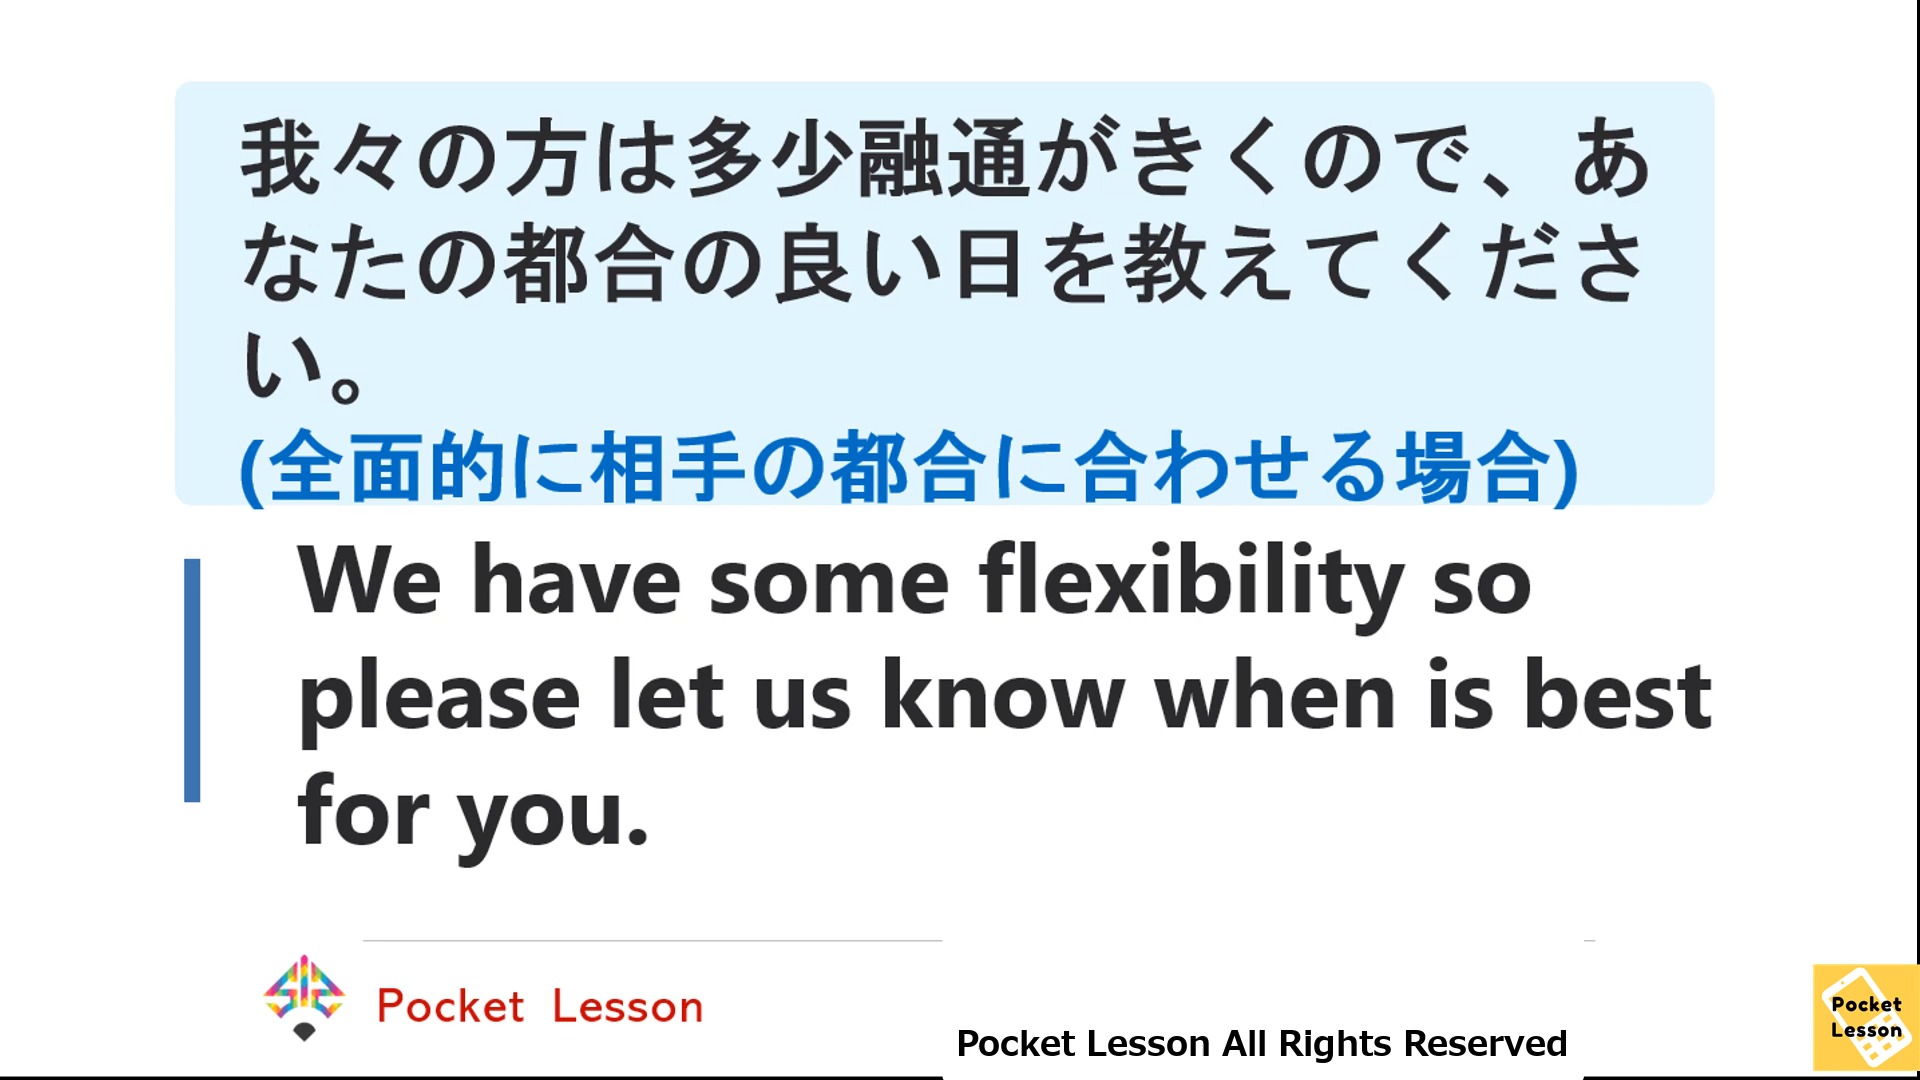 我々の方は多少融通がきくので、あ
なたの都合の良い日を教えてくださ
い。
(全面的に相手の都合に合わせる場合)
We have some flexibility so
please let us know when is best
for you.
Pocket Lesson
Pocket Lesson All Rights Reserved
Pocket
Lesson